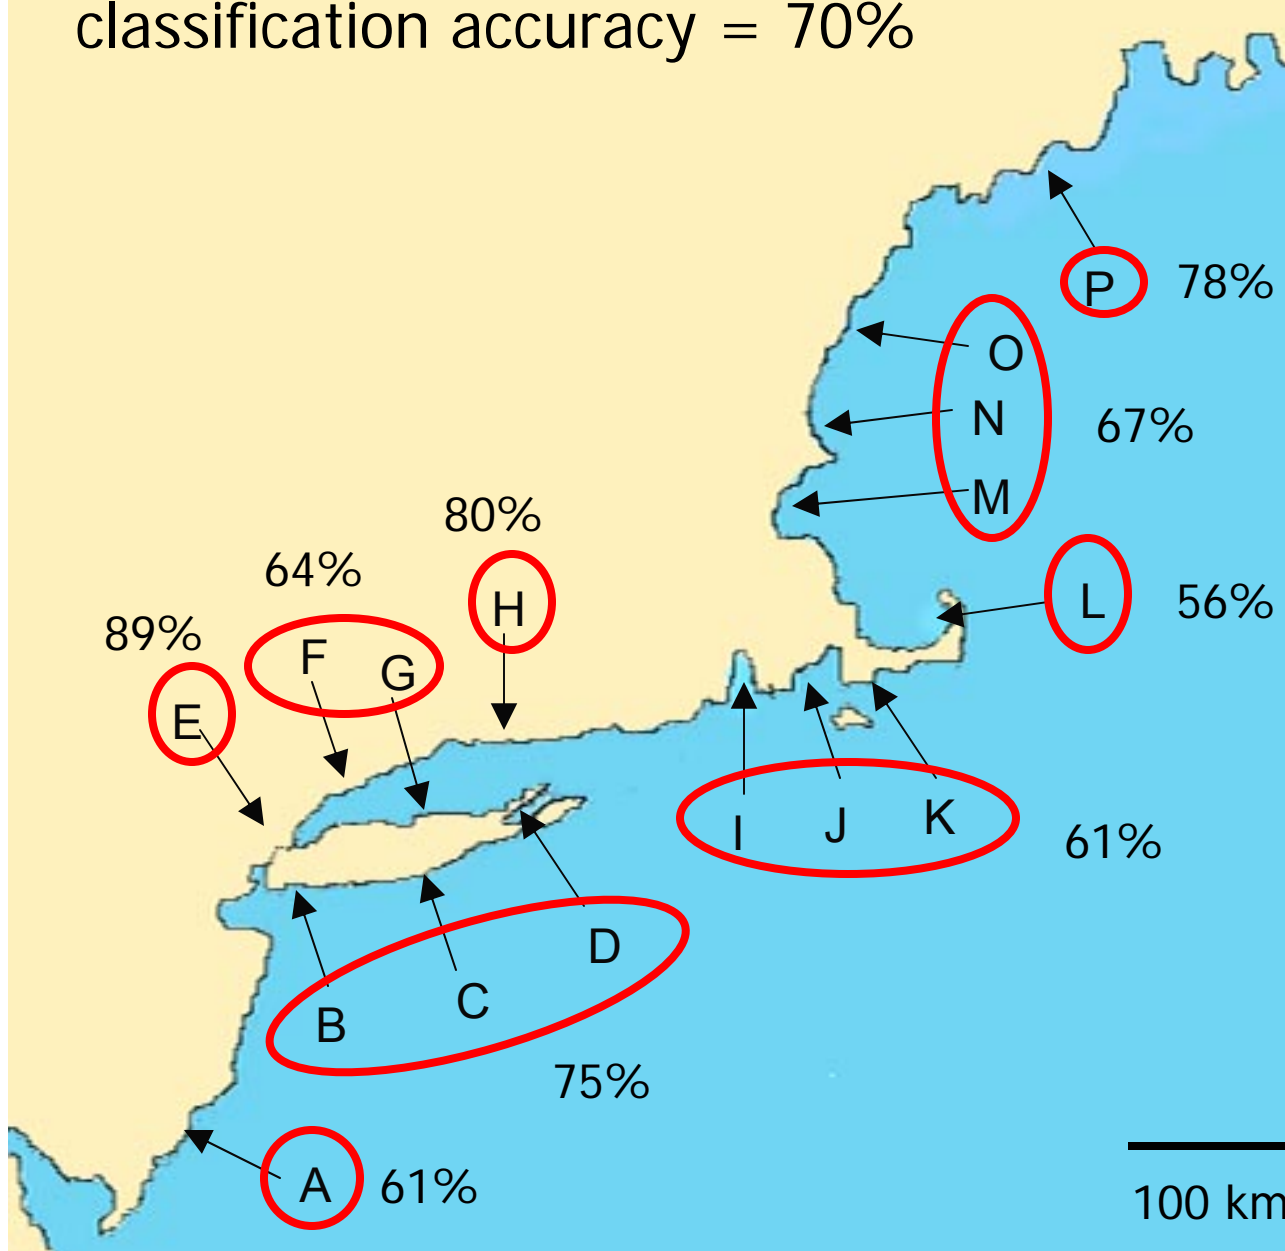 classification accuracy = 70%
P 78%
O
N 67%
M
80%
64%
H L 56%
89%
F G
E
I J K 61%
D
B C
75%
A 61%
100 km